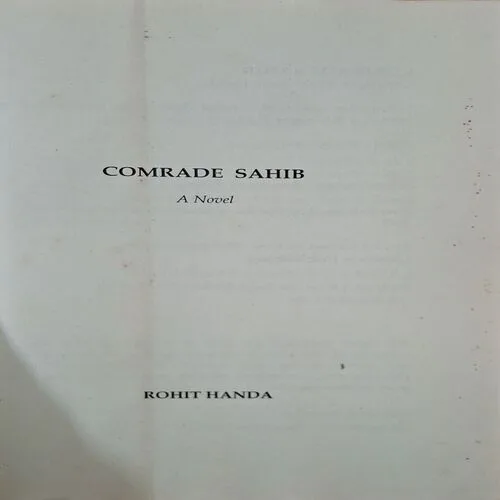 COMRADE SAHIB
A Novel
ROHIT HANDA